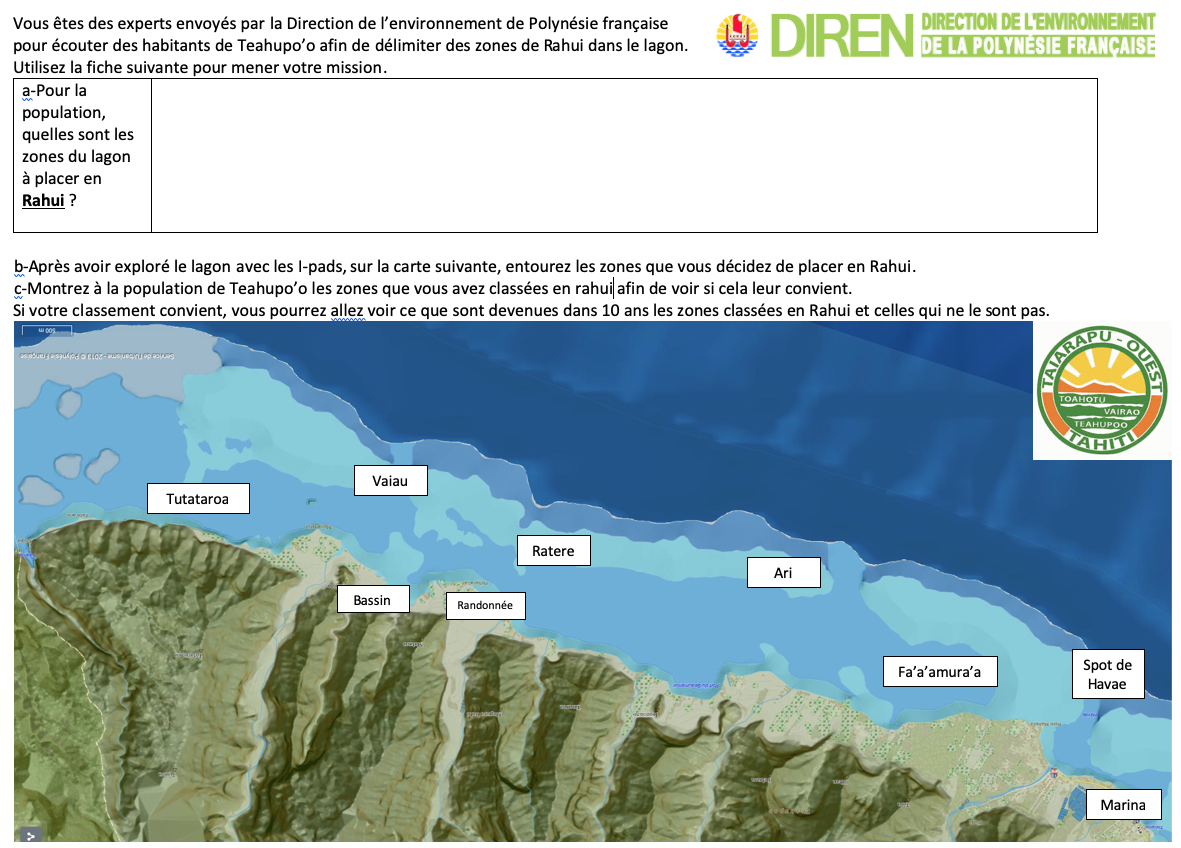 Vous êtes des experts envoyés par la Direction de l'environnement de Polynésie française
pour écouter des habitants de Teahupo'o afin de délimiter des zones de Rahui dans le lagon.
Utilisez la fiche suivante pour mener votre mission.
DIREN
DIRECTION DE L'ENVIRONNEMENT
DE LA POLYNÉSIE FRANÇAISE
a-Pour la
population,
quelles sont les
zones du lagon
à placer en
Rahui ?
b-Après avoir exploré le lagon avec les I-pads, sur la carte suivante, entourez les zones que vous décidez de placer en Rahui.
c-Montrez à la population de Teahupo'o les zones que vous avez classées en rahui afin de voir si cela leur convient.
Si votre classement convient, vous pourrez allez voir ce que sont devenues dans 10 ans les zones classées en Rahui et celles qui ne le sont pas.
500 m
Service de l'Urbanisme - 2013 © Polynésie Française
TAIARAPU - OUEST
TOAHOTU
VAIRAO
TEAHUPOO
TAHITI
Vaiau
Tutataroa
Ratere
Ari
Bassin
Randonnée
Fa'a'amura'a
Spot de
Havae
Marina